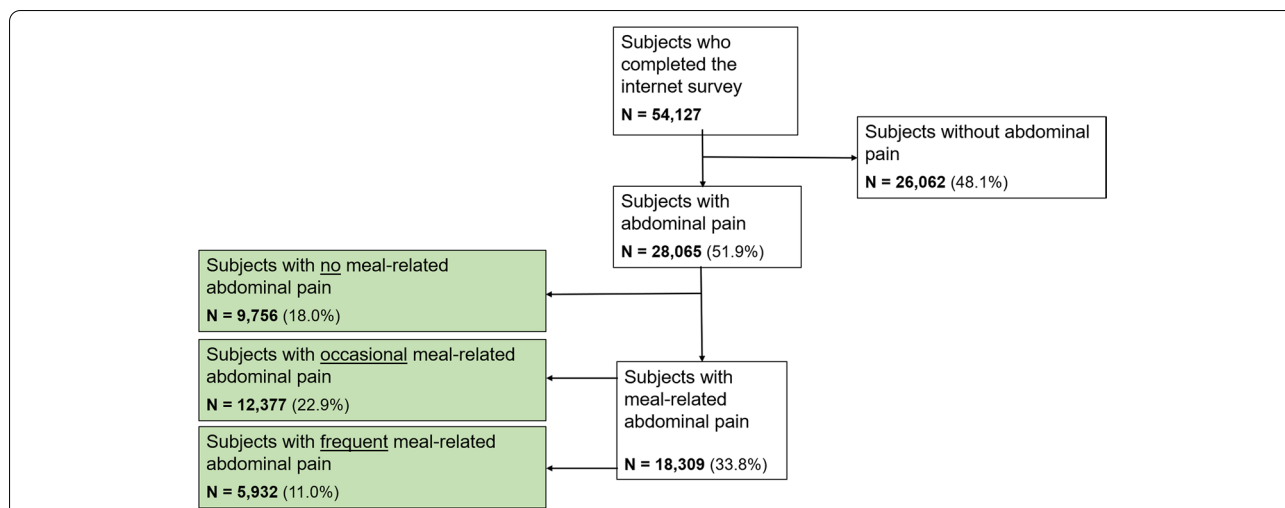 Subjects who
completed the
internet survey
N = 54,127
Subjects without abdominal
pain
N = 26,062 (48.1%)
Subjects with
abdominal pain
N = 28,065 (51.9%)
Subjects with no meal-related
abdominal pain
N = 9,756 (18.0%)
Subjects with occasional meal-related
abdominal pain
N = 12,377 (22.9%)
Subjects with
meal-related
abdominal pain
N = 18,309 (33.8%)
Subjects with frequent meal-related
abdominal pain
N = 5,932 (11.0%)